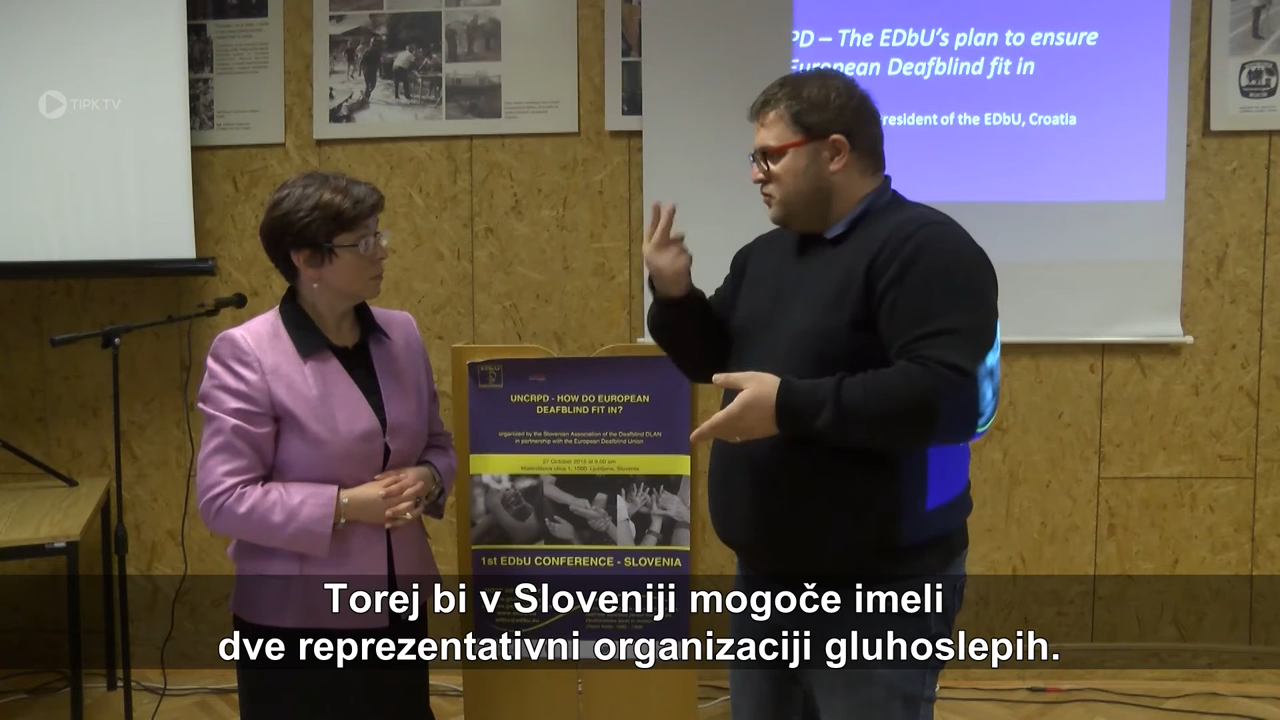 TIPK TV
PD – The EDbU's plan to ensure
European Deafblind fit in
resident of the EDbU, Croatia
EDbU
UNCRPD - HOW DO EUROPEAN
DEAFBLIND FIT IN?
organized by the Slovenian Association of the Deafblind DLAN
in partnership with the European Deafblind Union
27 October 2015 at 9.00 am
1, 1000 Ljubljana, Slovenia
1st EDbU CONFERENCE - SLOVENIA
Torej bi v Sloveniji mogoče imeli
dve reprezentativni organizaciji gluhoslepih.